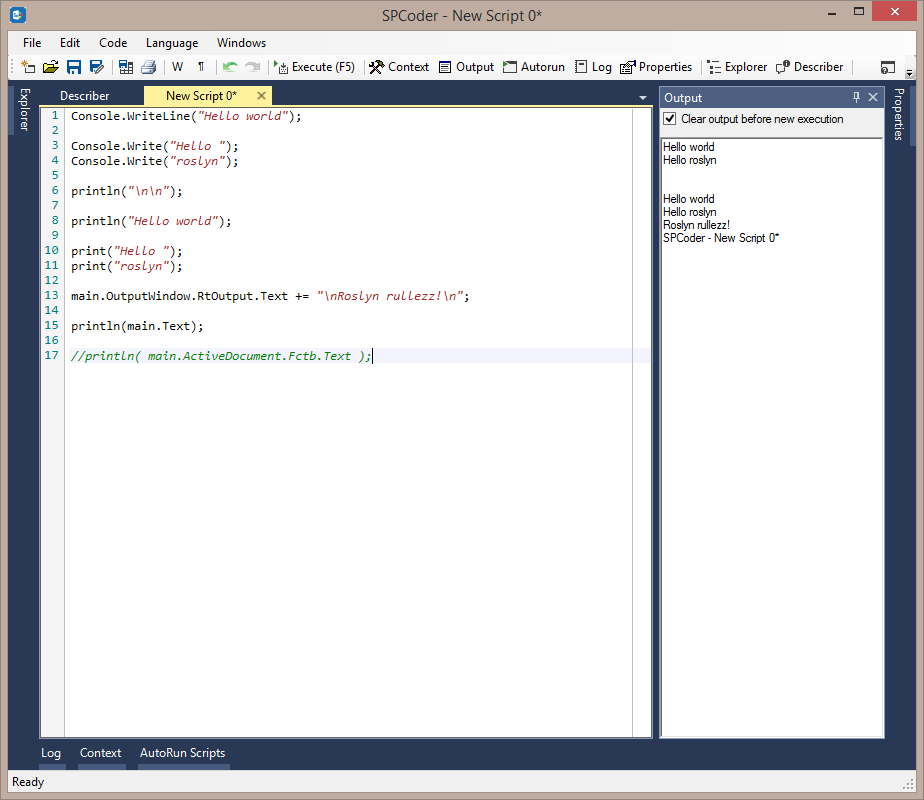 SPCoder - New Script 0*
File Edit Code Language Windows
W ¶ Execute (F5) Context Output Autorun Log Properties Explorer Describer
Explorer
Describer New Script 0*
1 Console.WriteLine("Hello world");
2
3 Console.Write("Hello ");
4 Console.Write("roslyn");
5
6 println("\n\n");
7
8 println("Hello world");
9
10 print("Hello ");
11 print("roslyn");
12
13 main.OutputWindow.RtOutput.Text += "\nRoslyn rullezz!\n";
14
15 println(main.Text);
16
17 //println( main.ActiveDocument.Fctb.Text );
Output
Clear output before new execution
Hello world
Hello roslyn
Hello world
Hello roslyn
Roslyn rullezz!
SPCoder - New Script 0*
Properties
Log Context AutoRun Scripts
Ready